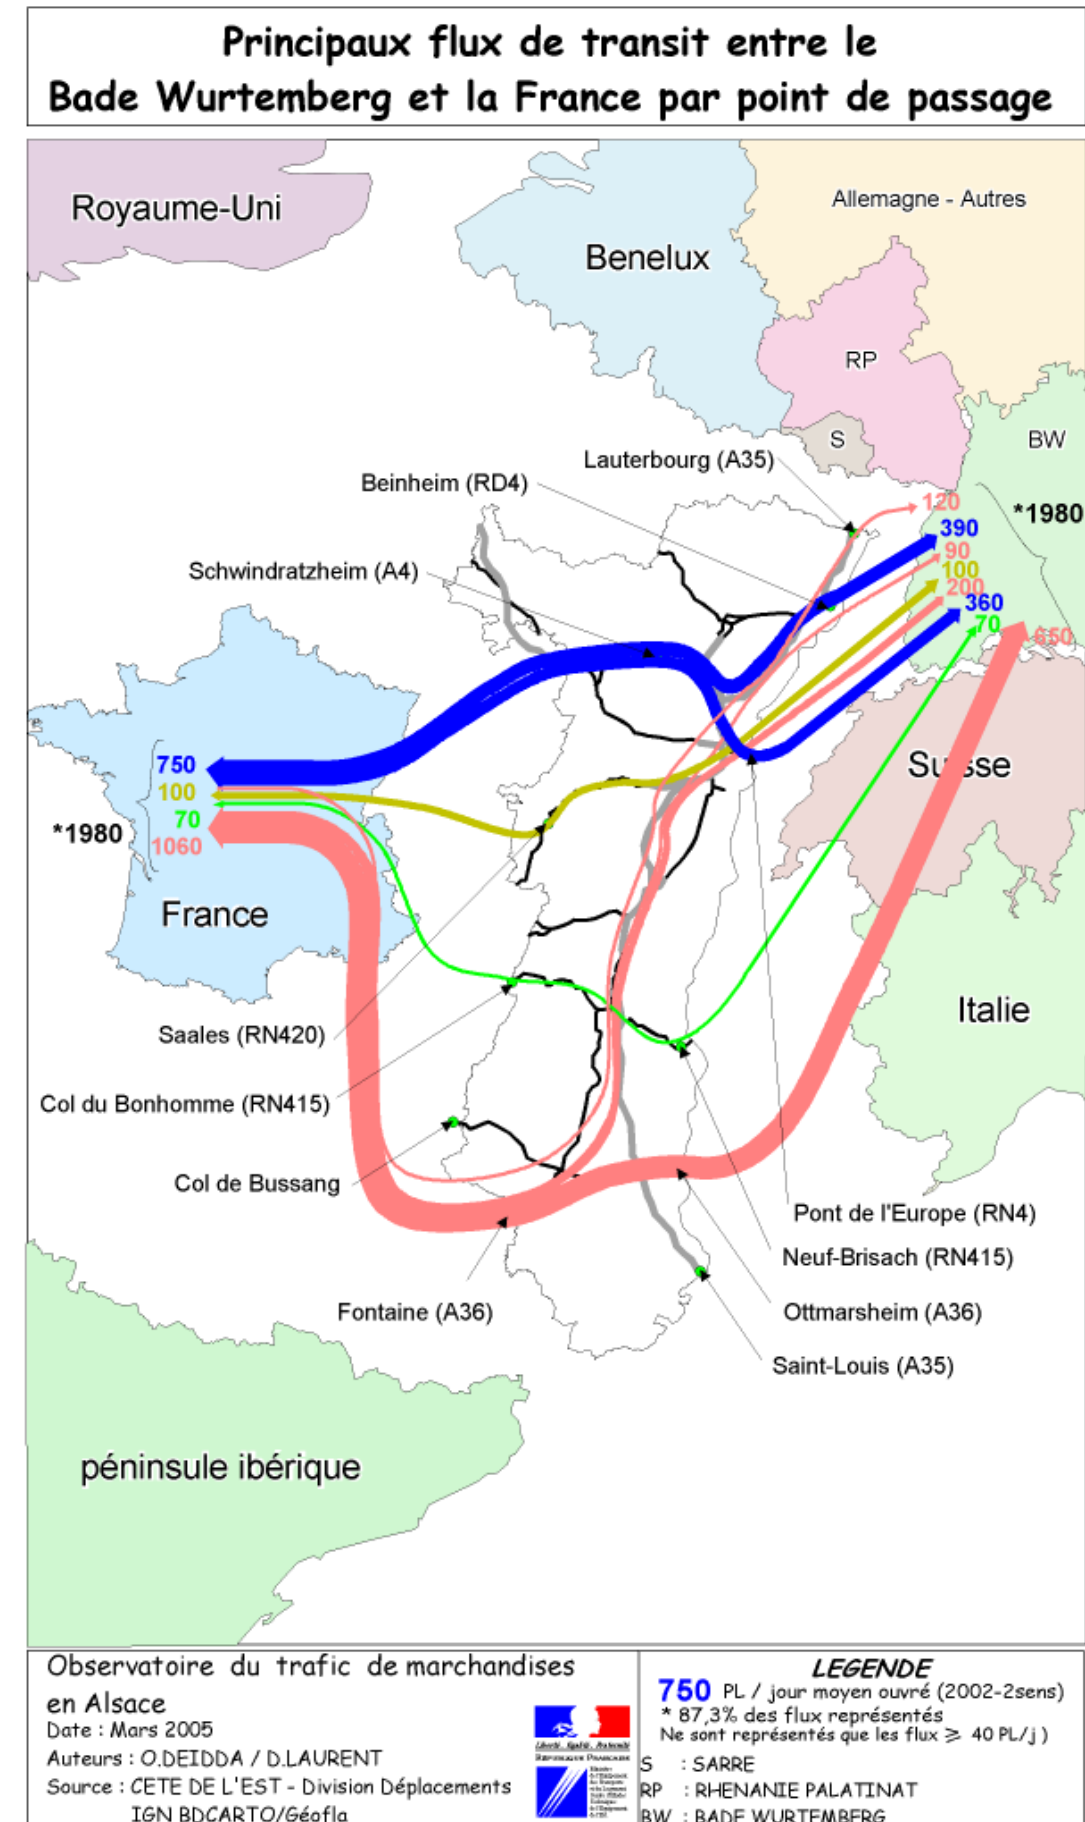 Principaux flux de transit entre le
Bade Wurtemberg et la France par point de passage
Royaume-Uni
Allemagne - Autres
Benelux
RP
S
BW
Lauterbourg (A35)
Beinheim (RD4)
120
*1980
390
90
Schwindratzheim (A4)
100
200
360
70
650
750
Suisse
100
70
*1980
1060
France
Italie
Saales (RN420)
Col du Bonhomme (RN415)
Col de Bussang
Pont de l'Europe (RN4)
Neuf-Brisach (RN415)
Fontaine (A36)
Ottmarsheim (A36)
Saint-Louis (A35)
péninsule ibérique
Observatoire du trafic de marchandises
en Alsace
Date : Mars 2005
Auteurs : O.DEIDDA / D.LAURENT
Source : CETE DE L'EST - Division Déplacements
IGN BDCARTO/Géofla
Liberté . Égalité . Fraternité
REPUBLIQUE FRANCAISE
LEGENDE
750 PL / jour moyen ouvré (2002-2sens)
* 87,3% des flux représentés
Ne sont représentés que les flux ⩾ 40 PL/j )
S : SARRE
RP : RHENANIE PALATINAT
BW : BADE WURTEMBERG